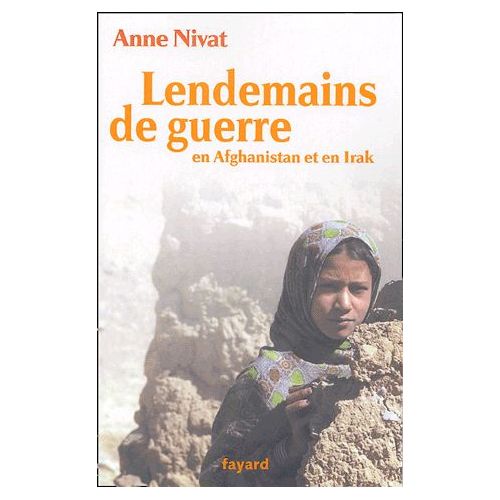 Anne Nivat
Lendemains
de guerre
en Afghanistan et en Irak
fayard